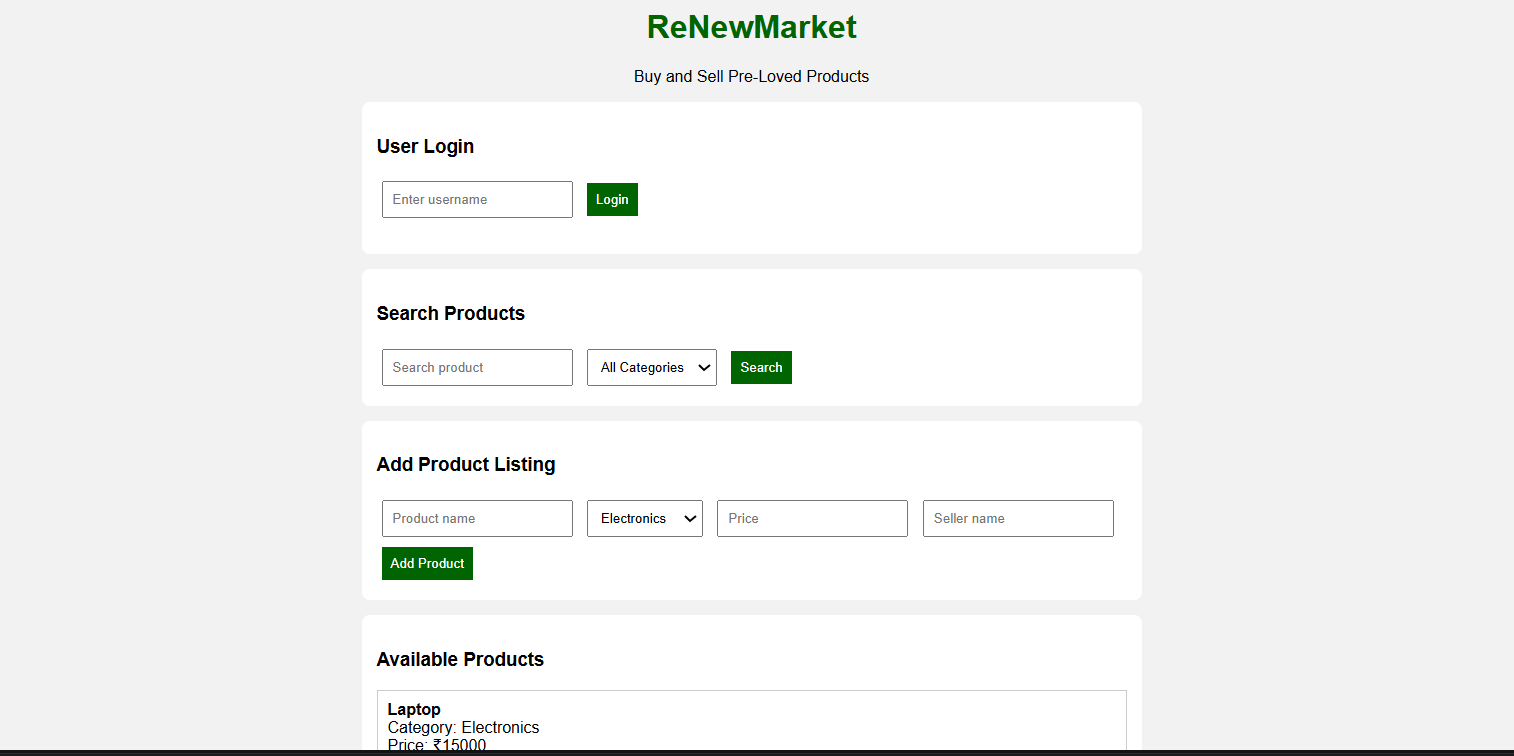 ReNewMarket
Buy and Sell Pre-Loved Products
User Login
Enter username Login
Search Products
Search product All Categories Search
Add Product Listing
Product name Electronics Price Seller name
Add Product
Available Products
Laptop
Category: Electronics
Price: ₹15000